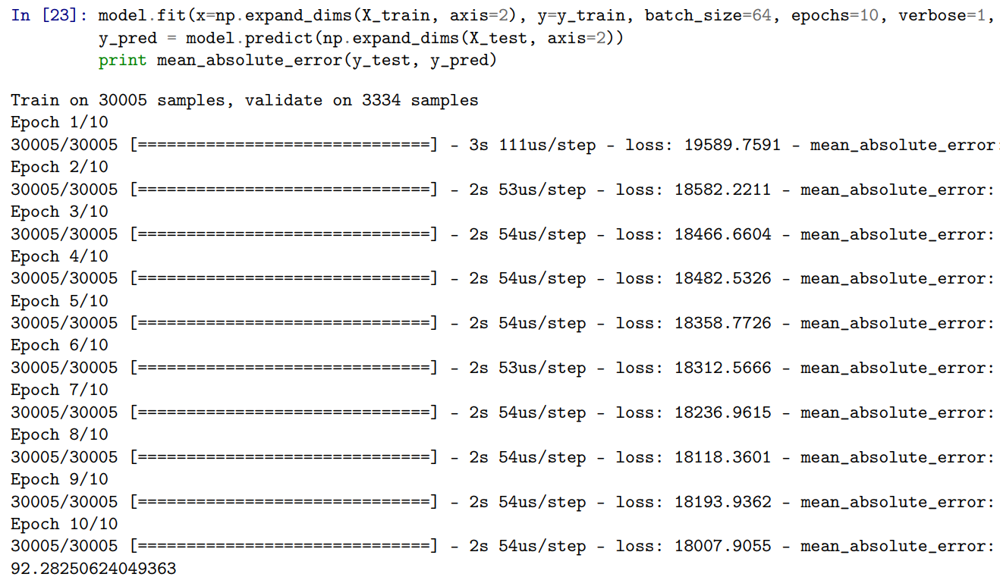 In [23]: model.fit(x=np.expand_dims(X_train, axis=2), y=y_train, batch_size=64, epochs=10, verbose=1,
y_pred = model.predict(np.expand_dims(X_test, axis=2))
print mean_absolute_error(y_test, y_pred)
Train on 30005 samples, validate on 3334 samples
Epoch 1/10
30005/30005 [==============================] - 3s 111us/step - loss: 19589.7591 - mean_absolute_error:
Epoch 2/10
30005/30005 [==============================] - 2s 53us/step - loss: 18582.2211 - mean_absolute_error:
Epoch 3/10
30005/30005 [==============================] - 2s 54us/step - loss: 18466.6604 - mean_absolute_error:
Epoch 4/10
30005/30005 [==============================] - 2s 54us/step - loss: 18482.5326 - mean_absolute_error:
Epoch 5/10
30005/30005 [==============================] - 2s 54us/step - loss: 18358.7726 - mean_absolute_error:
Epoch 6/10
30005/30005 [==============================] - 2s 53us/step - loss: 18312.5666 - mean_absolute_error:
Epoch 7/10
30005/30005 [==============================] - 2s 54us/step - loss: 18236.9615 - mean_absolute_error:
Epoch 8/10
30005/30005 [==============================] - 2s 54us/step - loss: 18118.3601 - mean_absolute_error:
Epoch 9/10
30005/30005 [==============================] - 2s 54us/step - loss: 18193.9362 - mean_absolute_error:
Epoch 10/10
30005/30005 [==============================] - 2s 54us/step - loss: 18007.9055 - mean_absolute_error:
92.28250624049363